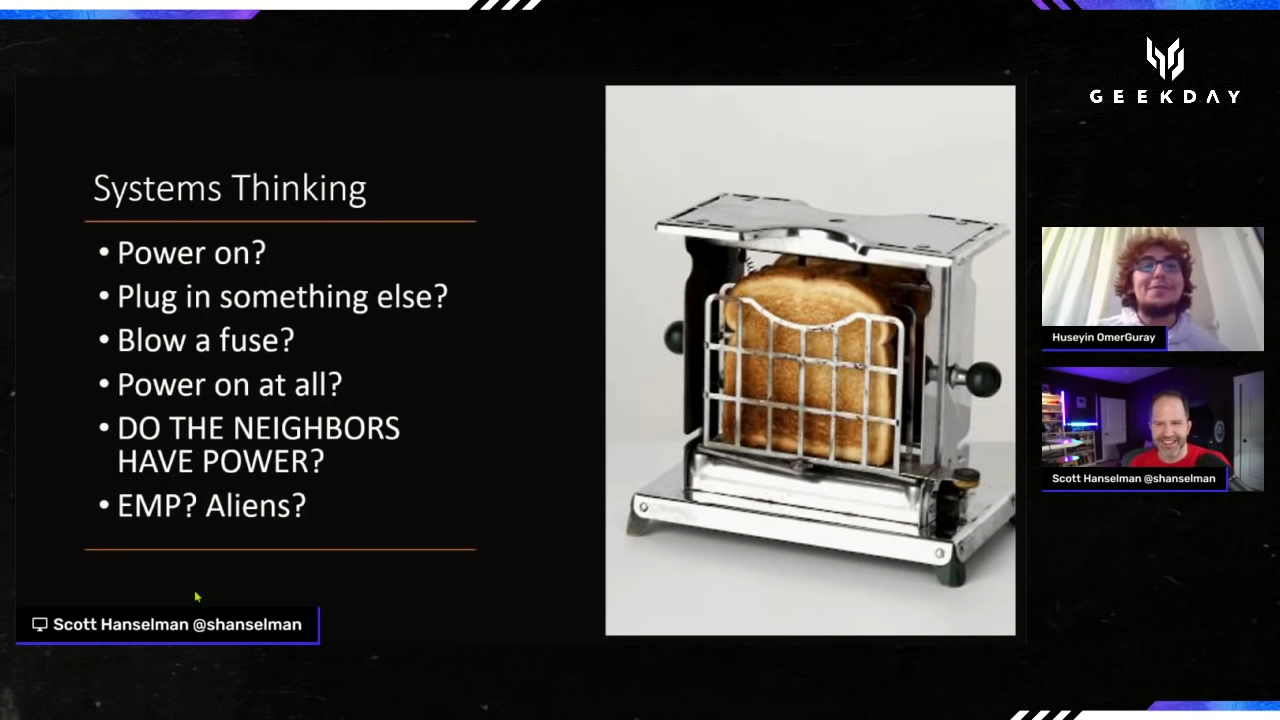 GEEKDAY
Systems Thinking
• Power on?
• Plug in something else?
• Blow a fuse?
• Power on at all?
• DO THE NEIGHBORS
HAVE POWER?
• EMP? Aliens?
Huseyin OmerGuray
Scott Hanselman @shanselman
Scott Hanselman @shanselman